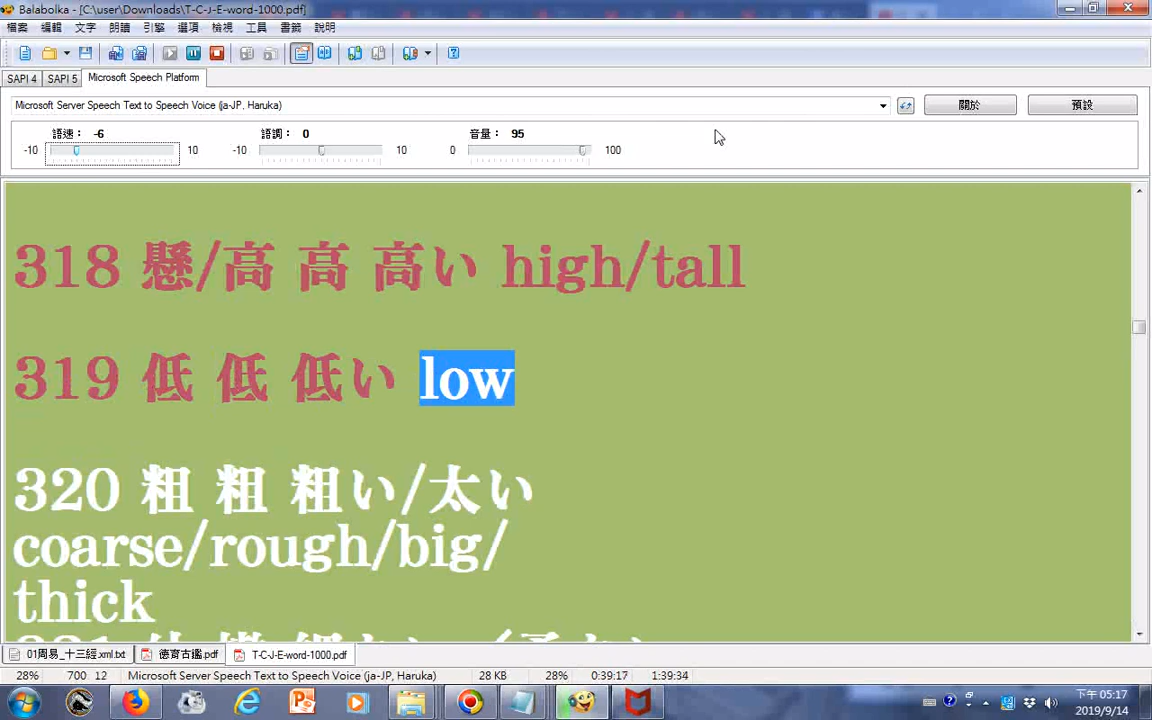 Balabolka - [C:\user\Downloads\T-C-J-E-word-1000.pdf]
檔案 編輯 文字 朗讀 引擎 選項 檢視 工具 書籤 說明
SAPI 4 SAPI 5 Microsoft Speech Platform
Microsoft Server Speech Text to Speech Voice (ja-JP, Haruka) 關於 預設
語速: -6 語調: 0 音量: 95
-10 10 -10 10 0 100
318 懸/高 高 高い high/tall
319 低 低 低い low
320 粗 粗 粗い/太い
coarse/rough/big/
thick
01周易_十三經.xml.txt 德育古鑑.pdf T-C-J-E-word-1000.pdf
28% 700 12 Microsoft Server Speech Text to Speech Voice (ja-JP, Haruka) 28 KB 28% 0:39:17 1:39:34
下午 05:17
2019/9/14